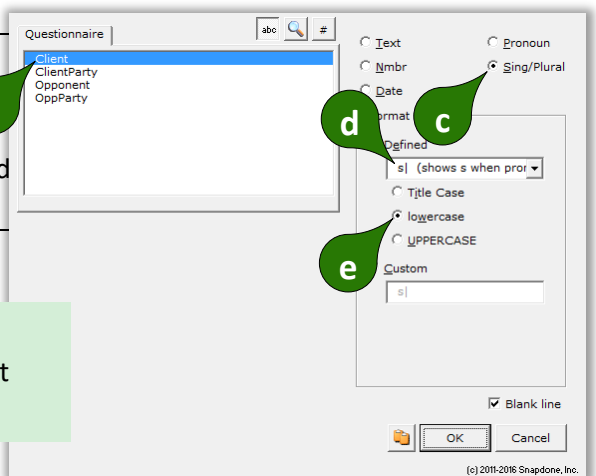 Questionnaire
abc
#
Client
ClientParty
Opponent
OppParty
d
t
Text
Pronoun
Nmbr
Sing/Plural
Date
c
d
ormat
Defined
s| (shows s when pror
Title Case
lowercase
UPPERCASE
e
Custom
s|
Blank line
OK
Cancel
(c) 2011-2016 Snapdone, Inc.